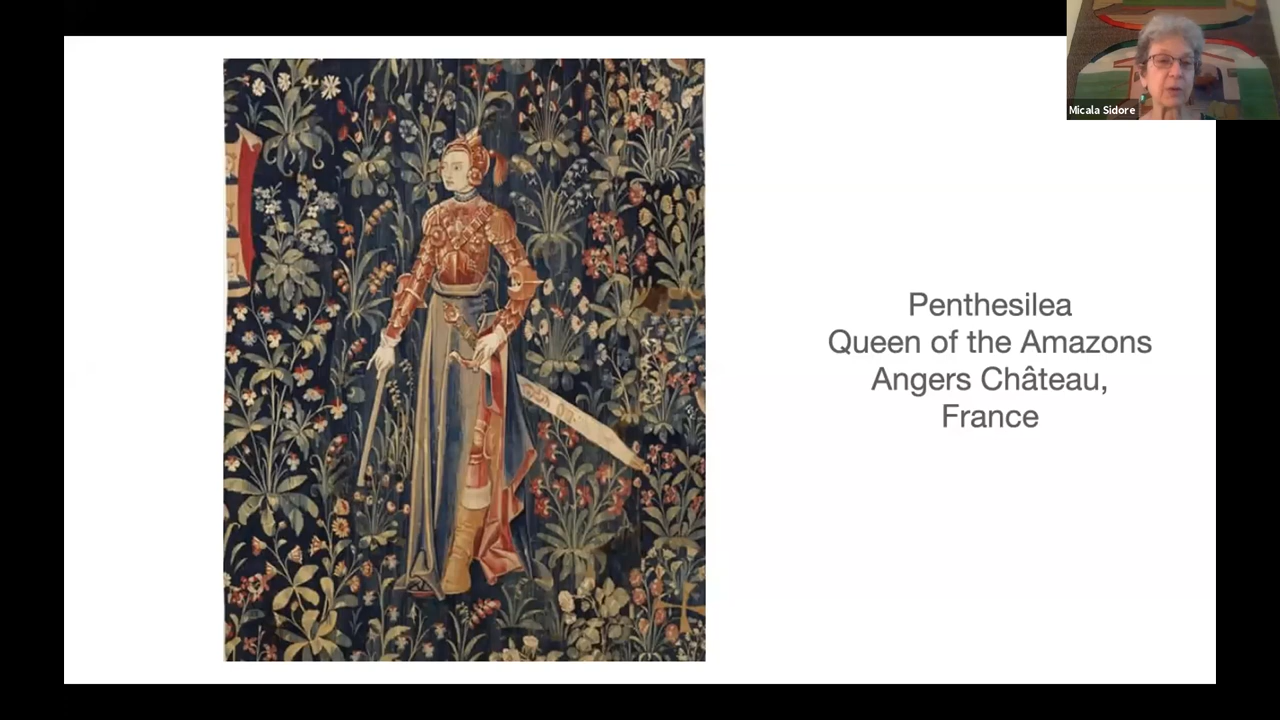 Micala Sidore
Penthesilea
Queen of the Amazons
Angers Château,
France